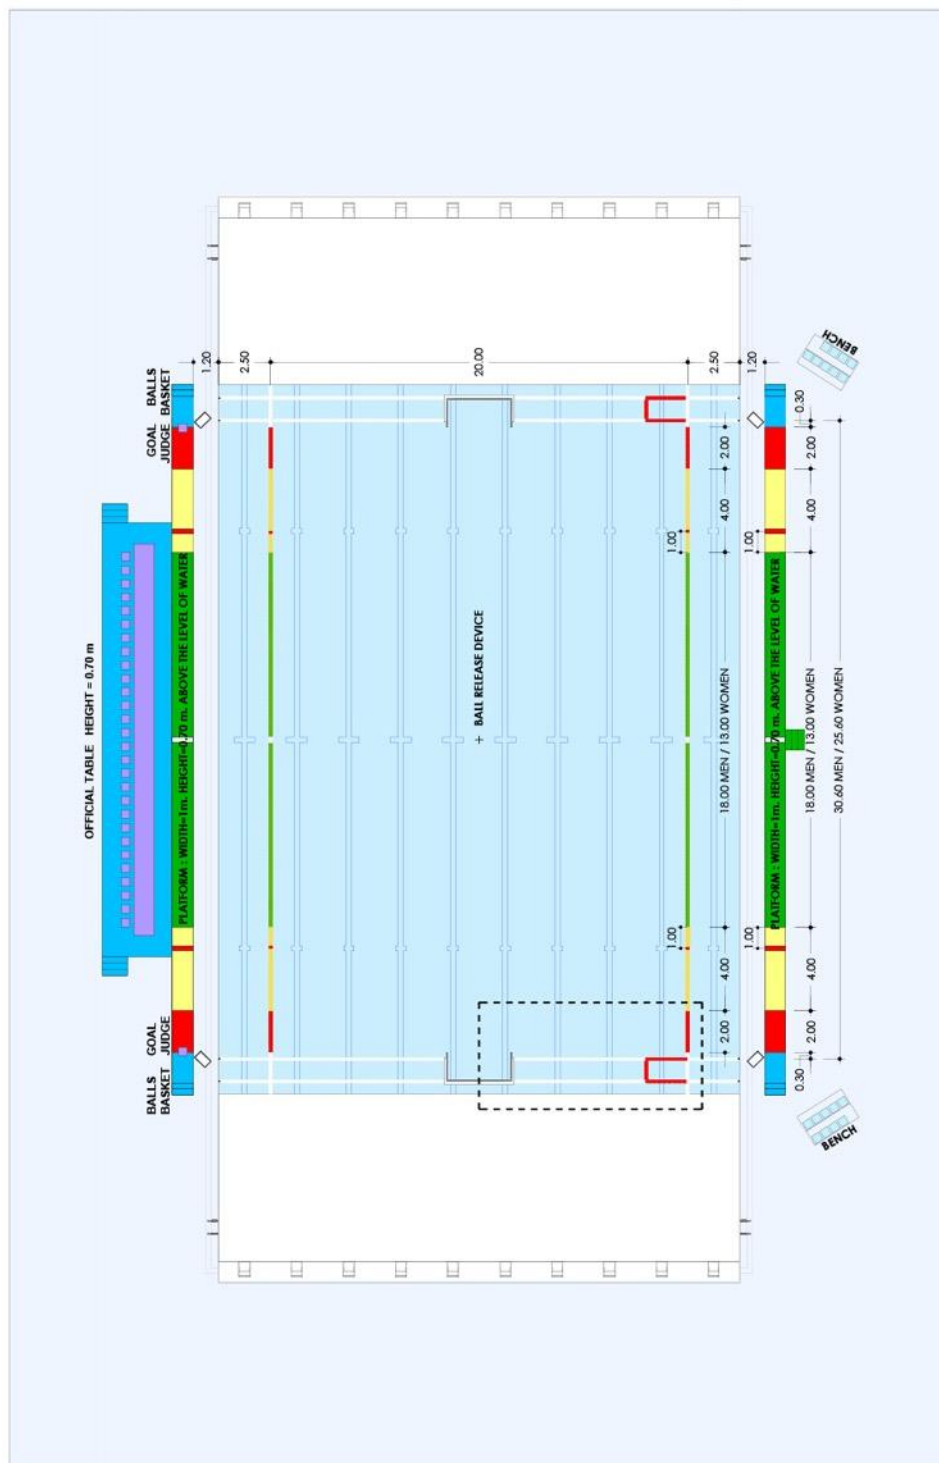 OFFICIAL TABLE HEIGHT = 0.70 m
BALLS
BASKET
GOAL
JUDGE
GOAL
JUDGE
BALLS
BASKET
PLATFORM : WIDTH=1m. HEIGHT=0.70 m. ABOVE THE LEVEL OF WATER
1.20
2.50
20.00
2.50
1.20
+ BALL RELEASE DEVICE
1.00
1.00
2.00
4.00
18.00 MEN / 13.00 WOMEN
4.00
2.00
1.00
1.00
PLATFORM : WIDTH=1m. HEIGHT=0.70 m. ABOVE THE LEVEL OF WATER
0.30
2.00
4.00
18.00 MEN / 13.00 WOMEN
4.00
2.00
0.30
30.60 MEN / 25.60 WOMEN
BENCH
BENCH